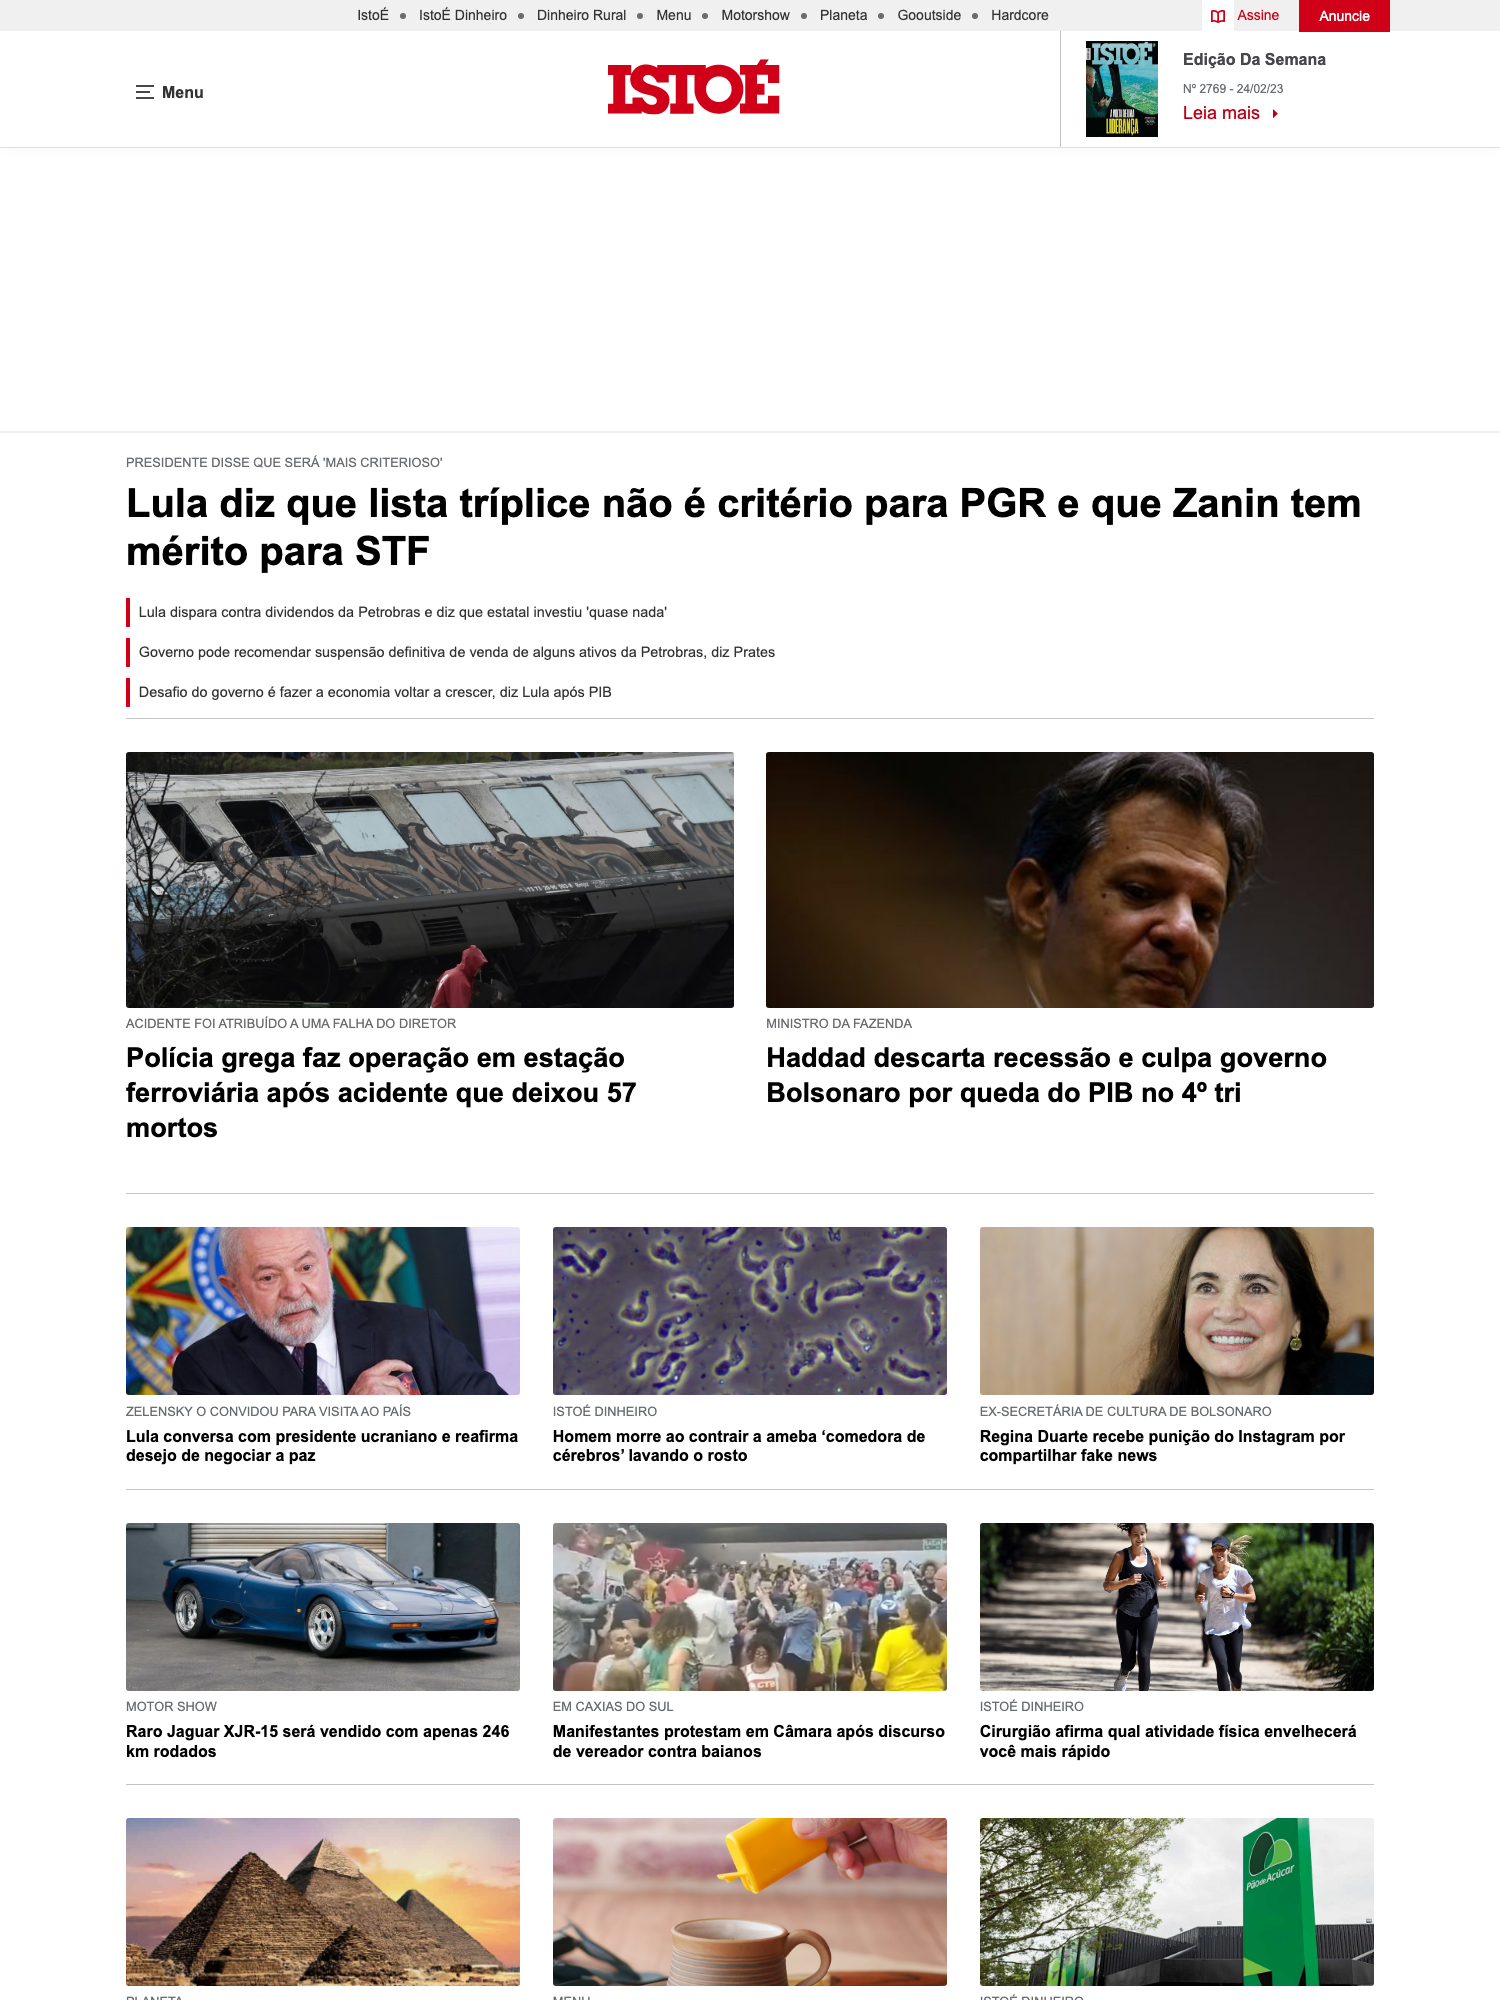 IstoÉ
IstoÉ Dinheiro
Dinheiro Rural
Menu
Motorshow
Planeta
Gooutside
Hardcore
Assine
Anuncie
Menu
ISTOÉ
ISTOÉ
A VOLTA DE UMA
LIDERANÇA
Edição Da Semana
Nº 2769 - 24/02/23
Leia mais
PRESIDENTE DISSE QUE SERÁ 'MAIS CRITERIOSO'
Lula diz que lista tríplice não é critério para PGR e que Zanin tem
mérito para STF
Lula dispara contra dividendos da Petrobras e diz que estatal investiu 'quase nada'
Governo pode recomendar suspensão definitiva de venda de alguns ativos da Petrobras, diz Prates
Desafio do governo é fazer a economia voltar a crescer, diz Lula após PIB
ACIDENTE FOI ATRIBUÍDO A UMA FALHA DO DIRETOR
Polícia grega faz operação em estação
ferroviária após acidente que deixou 57
mortos
MINISTRO DA FAZENDA
Haddad descarta recessão e culpa governo
Bolsonaro por queda do PIB no 4º tri
ZELENSKY O CONVIDOU PARA VISITA AO PAÍS
Lula conversa com presidente ucraniano e reafirma
desejo de negociar a paz
ISTOÉ DINHEIRO
Homem morre ao contrair a ameba ‘comedora de
cérebros’ lavando o rosto
EX-SECRETÁRIA DE CULTURA DE BOLSONARO
Regina Duarte recebe punição do Instagram por
compartilhar fake news
MOTOR SHOW
Raro Jaguar XJR-15 será vendido com apenas 246
km rodados
CTB
EM CAXIAS DO SUL
Manifestantes protestam em Câmara após discurso
de vereador contra baianos
ISTOÉ DINHEIRO
Cirurgião afirma qual atividade física envelhecerá
você mais rápido
PLANETA
MENU
Pão de Açúcar
ISTOÉ DINHEIRO